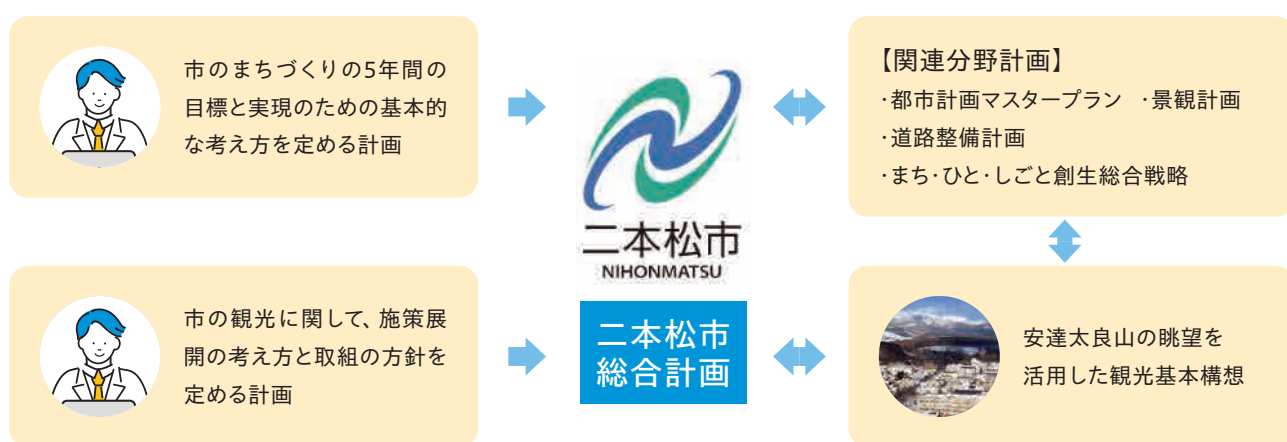 市のまちづくりの5年間の
目標と実現のための基本的
な考え方を定める計画
市の観光に関して、施策展
開の考え方と取組の方針を
定める計画
二本松市
NIHONMATSU
二本松市
総合計画
【関連分野計画】
・都市計画マスタープラン ・景観計画
・道路整備計画
・まち・ひと・しごと創生総合戦略
安達太良山の眺望を
活用した観光基本構想